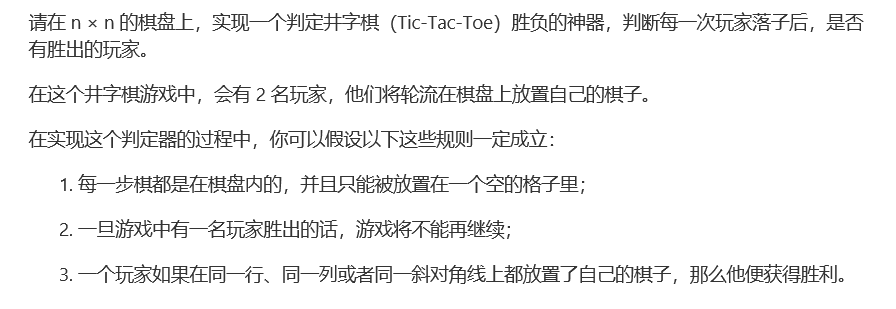 请在 n × n 的棋盘上，实现一个判定井字棋（Tic-Tac-Toe）胜负的神器，判断每一次玩家落子后，是否
有胜出的玩家。
在这个井字棋游戏中，会有 2 名玩家，他们将轮流在棋盘上放置自己的棋子。
在实现这个判定器的过程中，你可以假设以下这些规则一定成立：
1. 每一步棋都是在棋盘内的，并且只能被放置在一个空的格子里；
2. 一旦游戏中有一名玩家胜出的话，游戏将不能再继续；
3. 一个玩家如果在同一行、同一列或者同一斜对角线上都放置了自己的棋子，那么他便获得胜利。